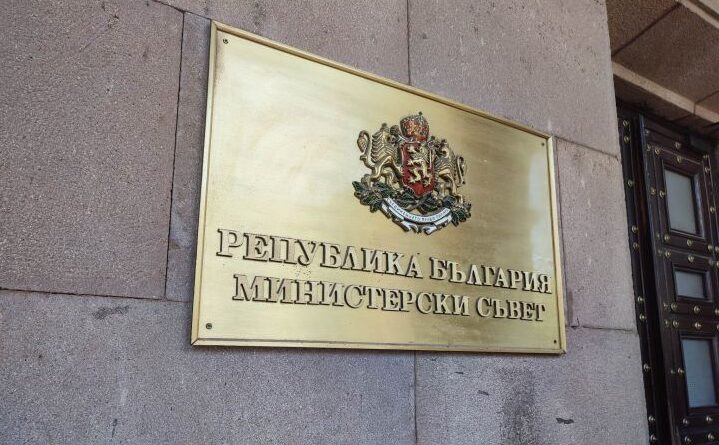 РЕПУБЛИКА БЪЛГАРИЯ
МИНИСТЕРСКИ СЪВЕТ